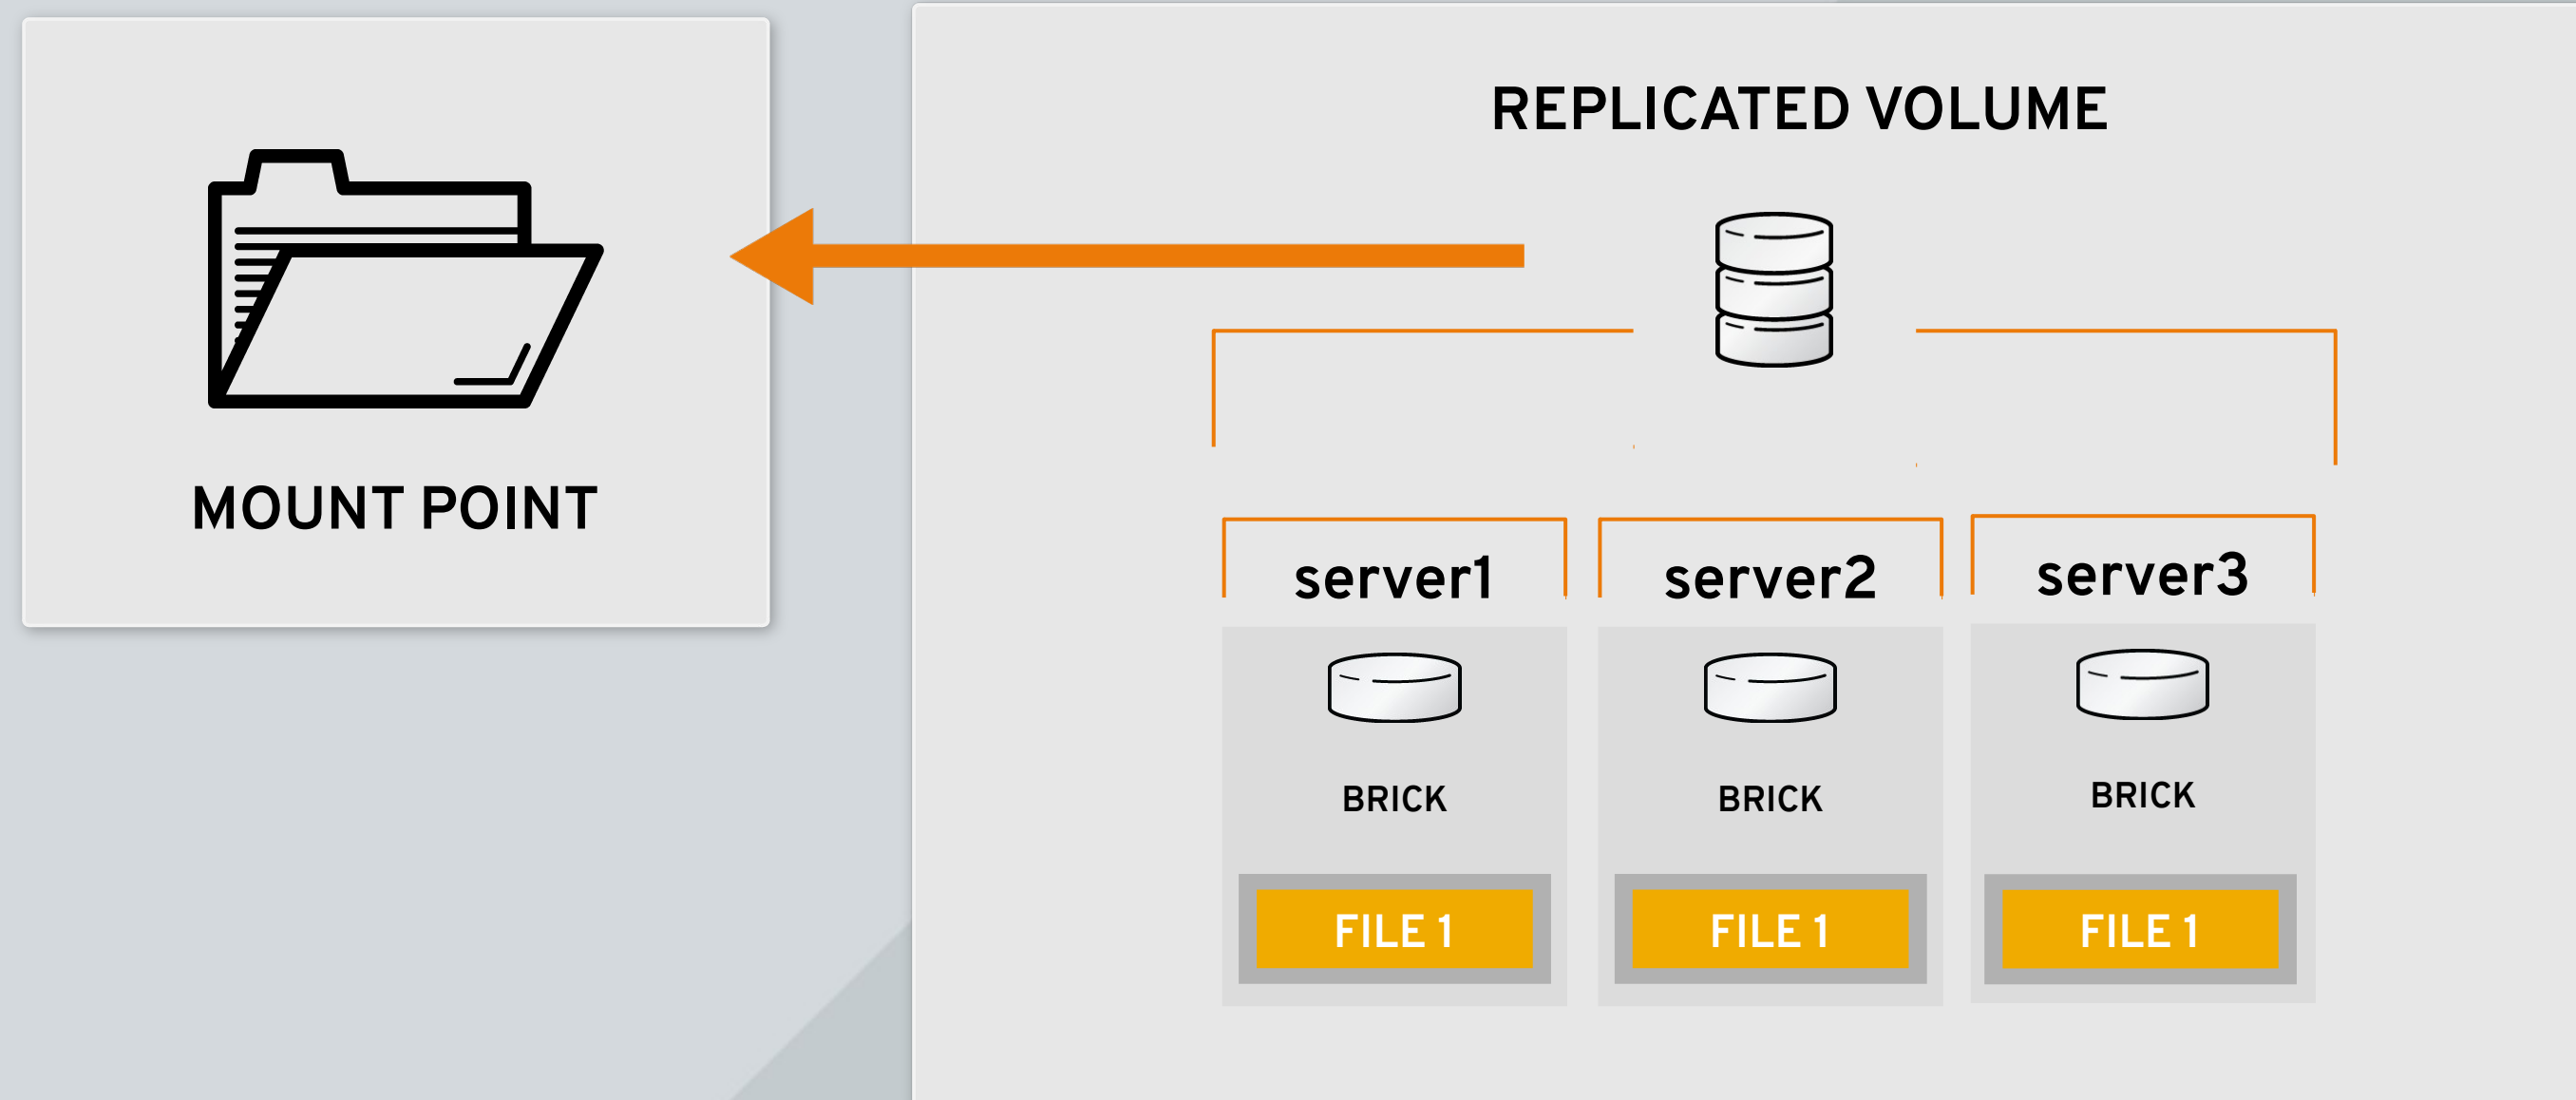 REPLICATED VOLUME
MOUNT POINT
server1
server2
server3
BRICK
BRICK
BRICK
FILE 1
FILE 1
FILE 1